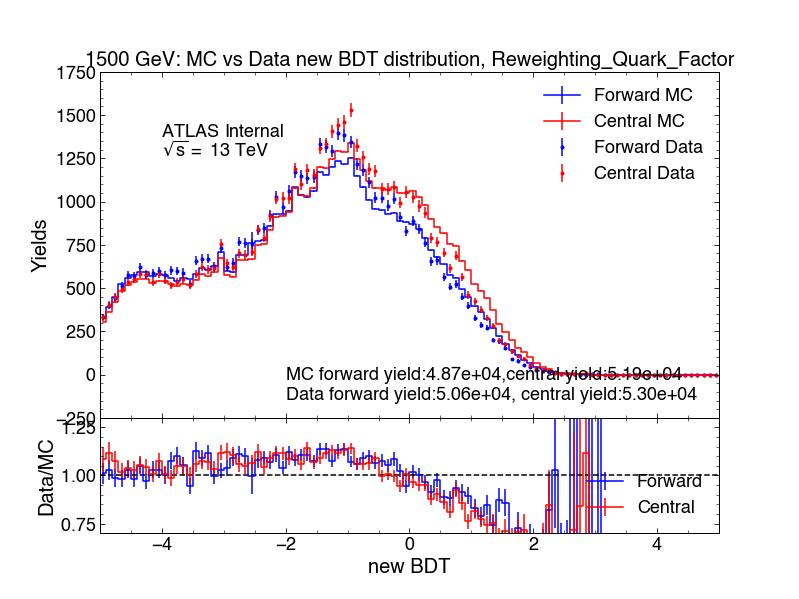 1500 GeV: MC vs Data new BDT distribution, Reweighting_Quark_Factor
1750
1500
1250
1000
750
500
250
0
−250
Yields
ATLAS Internal
√s = 13 TeV
Forward MC
Central MC
Forward Data
Central Data
MC forward yield:4.87e+04,central yield:5.19e+04
Data forward yield:5.06e+04, central yield:5.30e+04
1.25
1.00
0.75
Data/MC
Forward
Central
−4 −2 0 2 4
new BDT